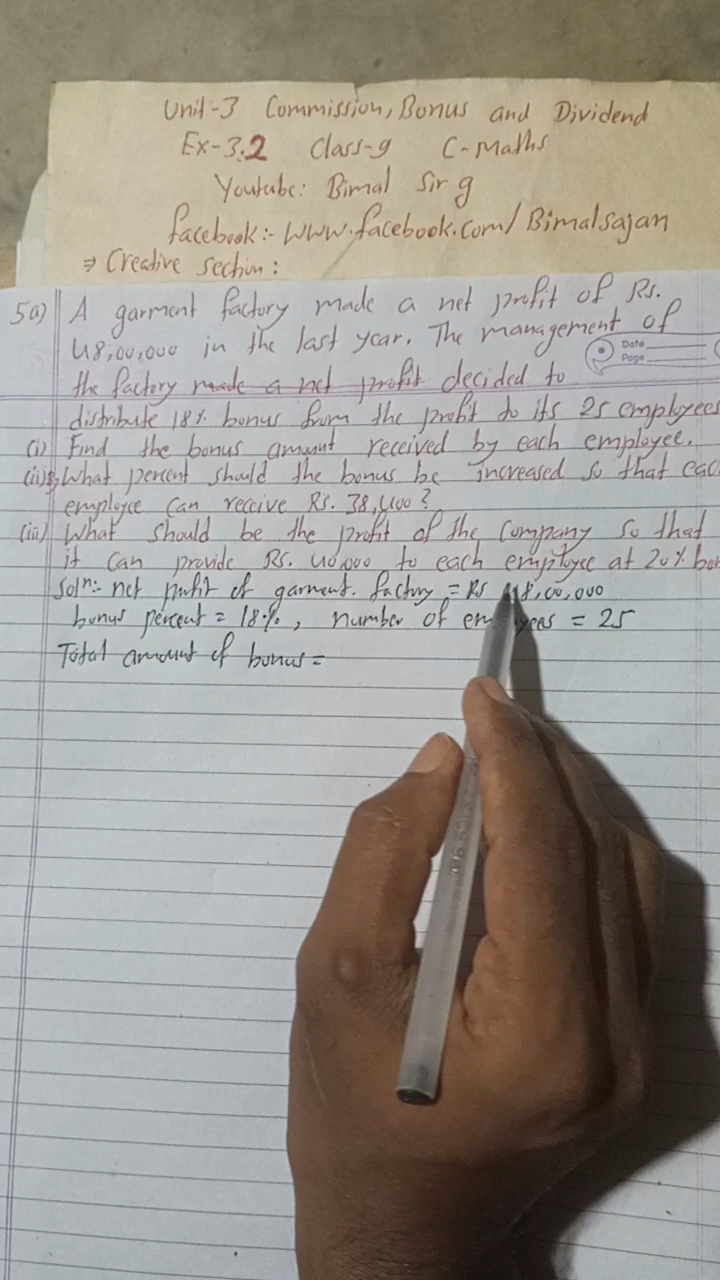 Unit-3 Commission, Bonus and Dividend
Ex-3.2 Class-9 C-Maths
Youtube: Bimal Sir g
facebook:- www.facebook.com/Bimalsajan
⇒ Creative section:
5a) A garment factory made a net profit of Rs.
48,00,000 in the last year. The management of
Date
Page
the factory made a net profit decided to
distribute 18% bonus from the profit to its 25 employees
(i) Find the bonus amount received by each employee.
(ii) What percent should the bonus be increased so that eac
employee can receive Rs. 38,400?
(iii) What should be the profit of the company so that
it can provide Rs. 40,000 to each employee at 20% bo
Solⁿ:- net profit of garment factory = Rs 48,00,000
bonus percent = 18%, number of employees = 25
Total amount of bonus =